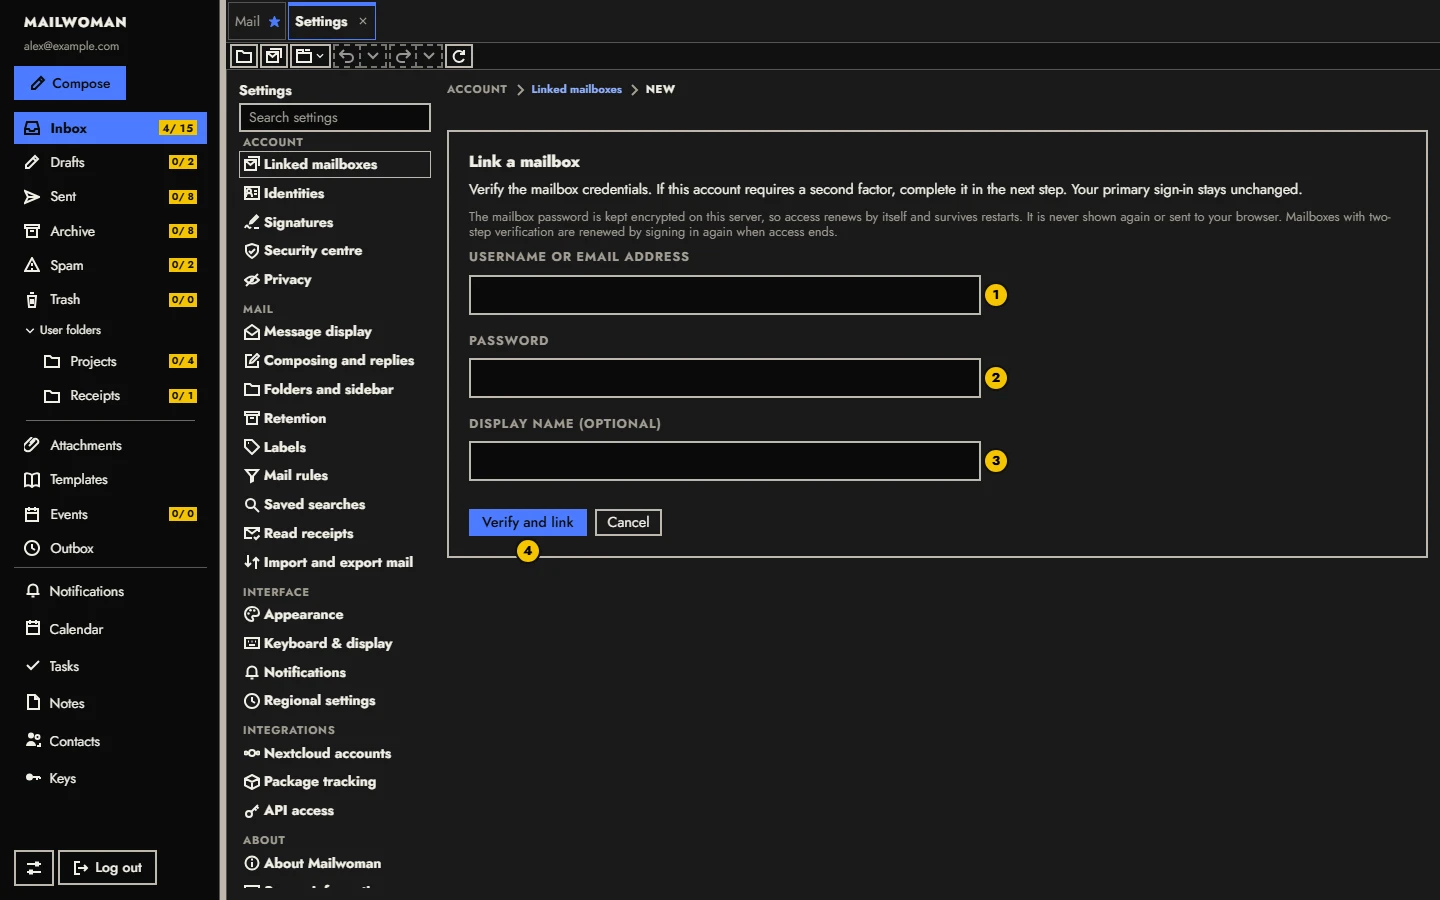 MAILWOMAN
alex@example.com
Compose
Inbox 4/ 15
Drafts 0/ 2
Sent 0/ 8
Archive 0/ 8
Spam 0/ 2
Trash 0/ 0
User folders
Projects 0/ 4
Receipts 0/ 1
Attachments
Templates
Events 0/ 0
Outbox
Notifications
Calendar
Tasks
Notes
Contacts
Keys
Log out
Mail
Settings
Settings
Search settings
ACCOUNT
Linked mailboxes
Identities
Signatures
Security centre
Privacy
MAIL
Message display
Composing and replies
Folders and sidebar
Retention
Labels
Mail rules
Saved searches
Read receipts
Import and export mail
INTERFACE
Appearance
Keyboard & display
Notifications
Regional settings
INTEGRATIONS
Nextcloud accounts
Package tracking
API access
ABOUT
About Mailwoman
ACCOUNT > Linked mailboxes > NEW
Link a mailbox
Verify the mailbox credentials. If this account requires a second factor, complete it in the next step. Your primary sign-in stays unchanged.
The mailbox password is kept encrypted on this server, so access renews by itself and survives restarts. It is never shown again or sent to your browser. Mailboxes with two-
step verification are renewed by signing in again when access ends.
USERNAME OR EMAIL ADDRESS
1
PASSWORD
2
DISPLAY NAME (OPTIONAL)
3
Verify and link
Cancel
4